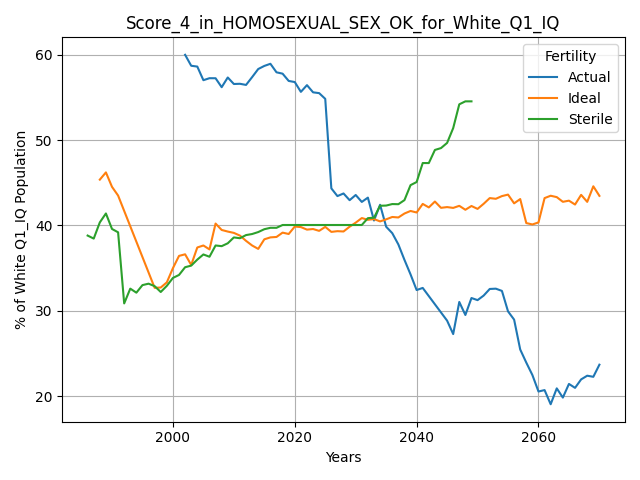 Score_4_in_HOMOSEXUAL_SEX_OK_for_White_Q1_IQ
Fertility
Actual
Ideal
Sterile
% of White Q1_IQ Population
60
50
40
30
20
2000 2020 2040 2060
Years